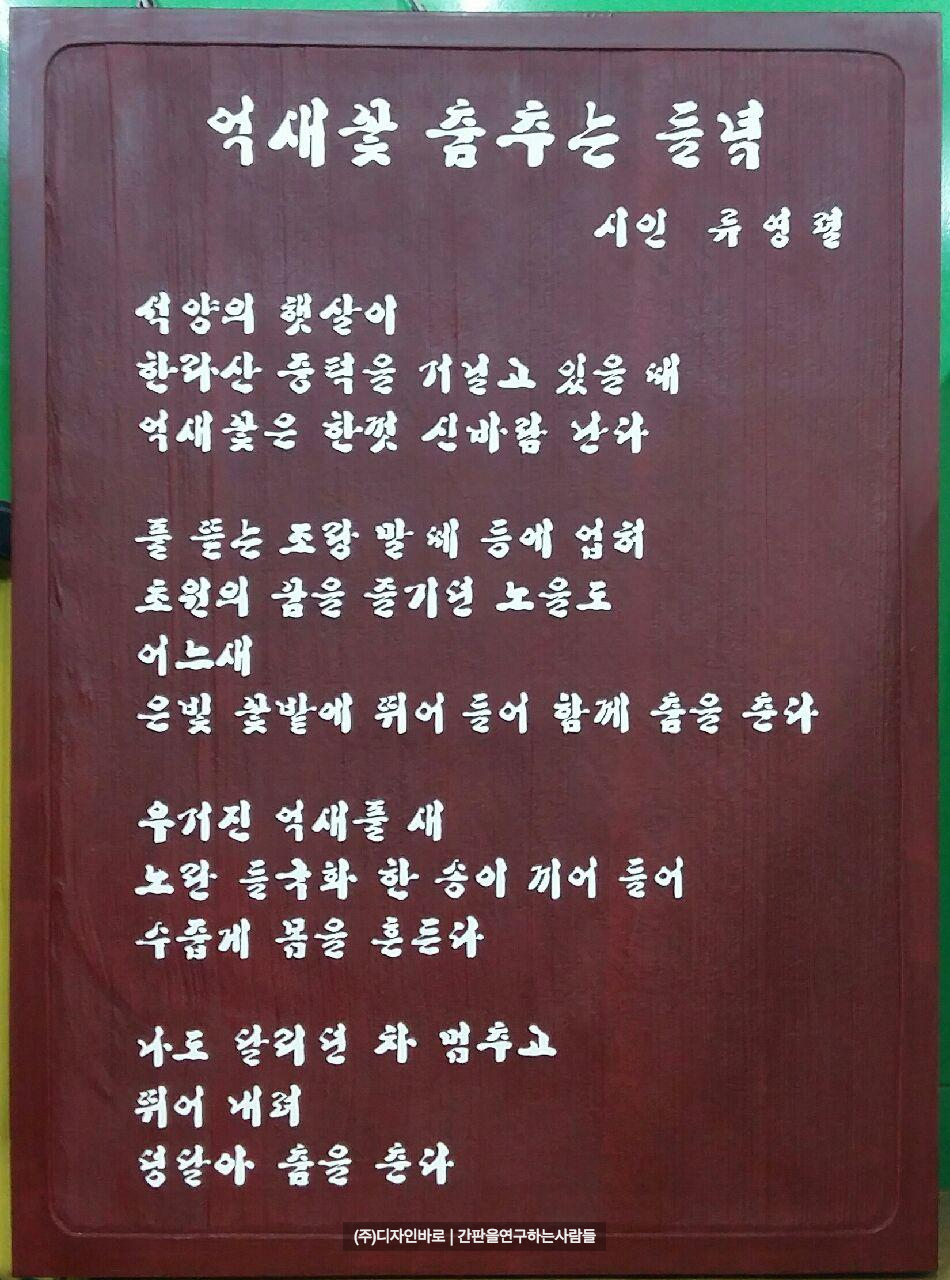 억새꽃 춤추는 들녘
시인 류영렬
석양의 햇살이
한라산 중턱을 거닐고 있을 때
억새꽃은 한껏 신바람 난다
풀 뜯는 조랑 말 떼 등에 업혀
초원의 꿈을 즐기던 노을도
어느새
은빛 꽃밭에 뛰어 들어 함께 춤을 춘다
우거진 억새풀 새
노란 들국화 한 송이 끼어 들어
수줍게 몸을 흔든다
나도 달리던 차 멈추고
뛰어 내려
덩달아 춤을 춘다
(주)디자인바로 | 간판을연구하는사람들